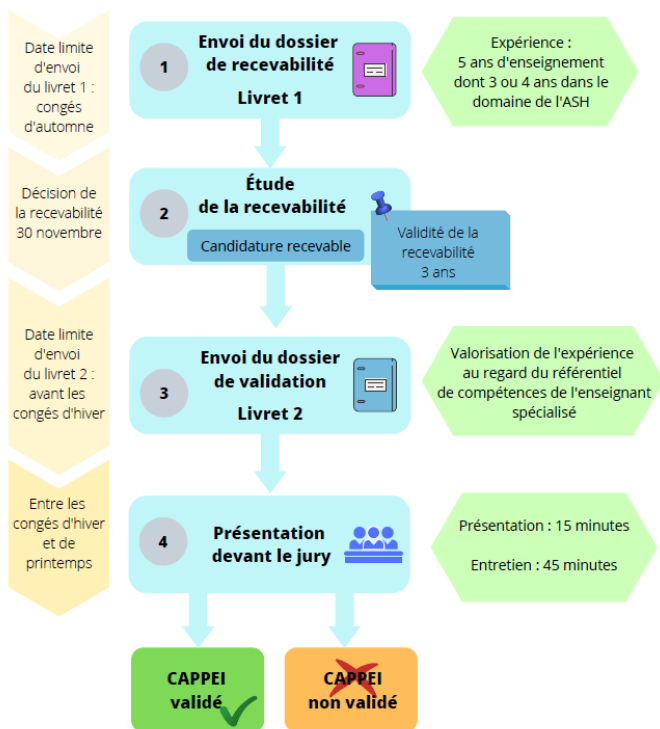 Date limite
d'envoi
du livret 1 :
congés
d'automne
1
Envoi du dossier
de recevabilité
Livret 1
Expérience :
5 ans d'enseignement
dont 3 ou 4 ans dans le
domaine de l'ASH
Décision de
la recevabilité
30 novembre
2
Étude
de la recevabilité
Candidature recevable
Validité de la
recevabilité
3 ans
Date limite
d'envoi
du livret 2 :
avant les
congés d'hiver
3
Envoi du dossier
de validation
Livret 2
Valorisation de l'expérience
au regard du référentiel
de compétences de l'enseignant
spécialisé
Entre les
congés d'hiver
et de
printemps
4
Présentation
devant le jury
Présentation : 15 minutes
Entretien : 45 minutes
CAPPEI
validé
CAPPEI
non validé